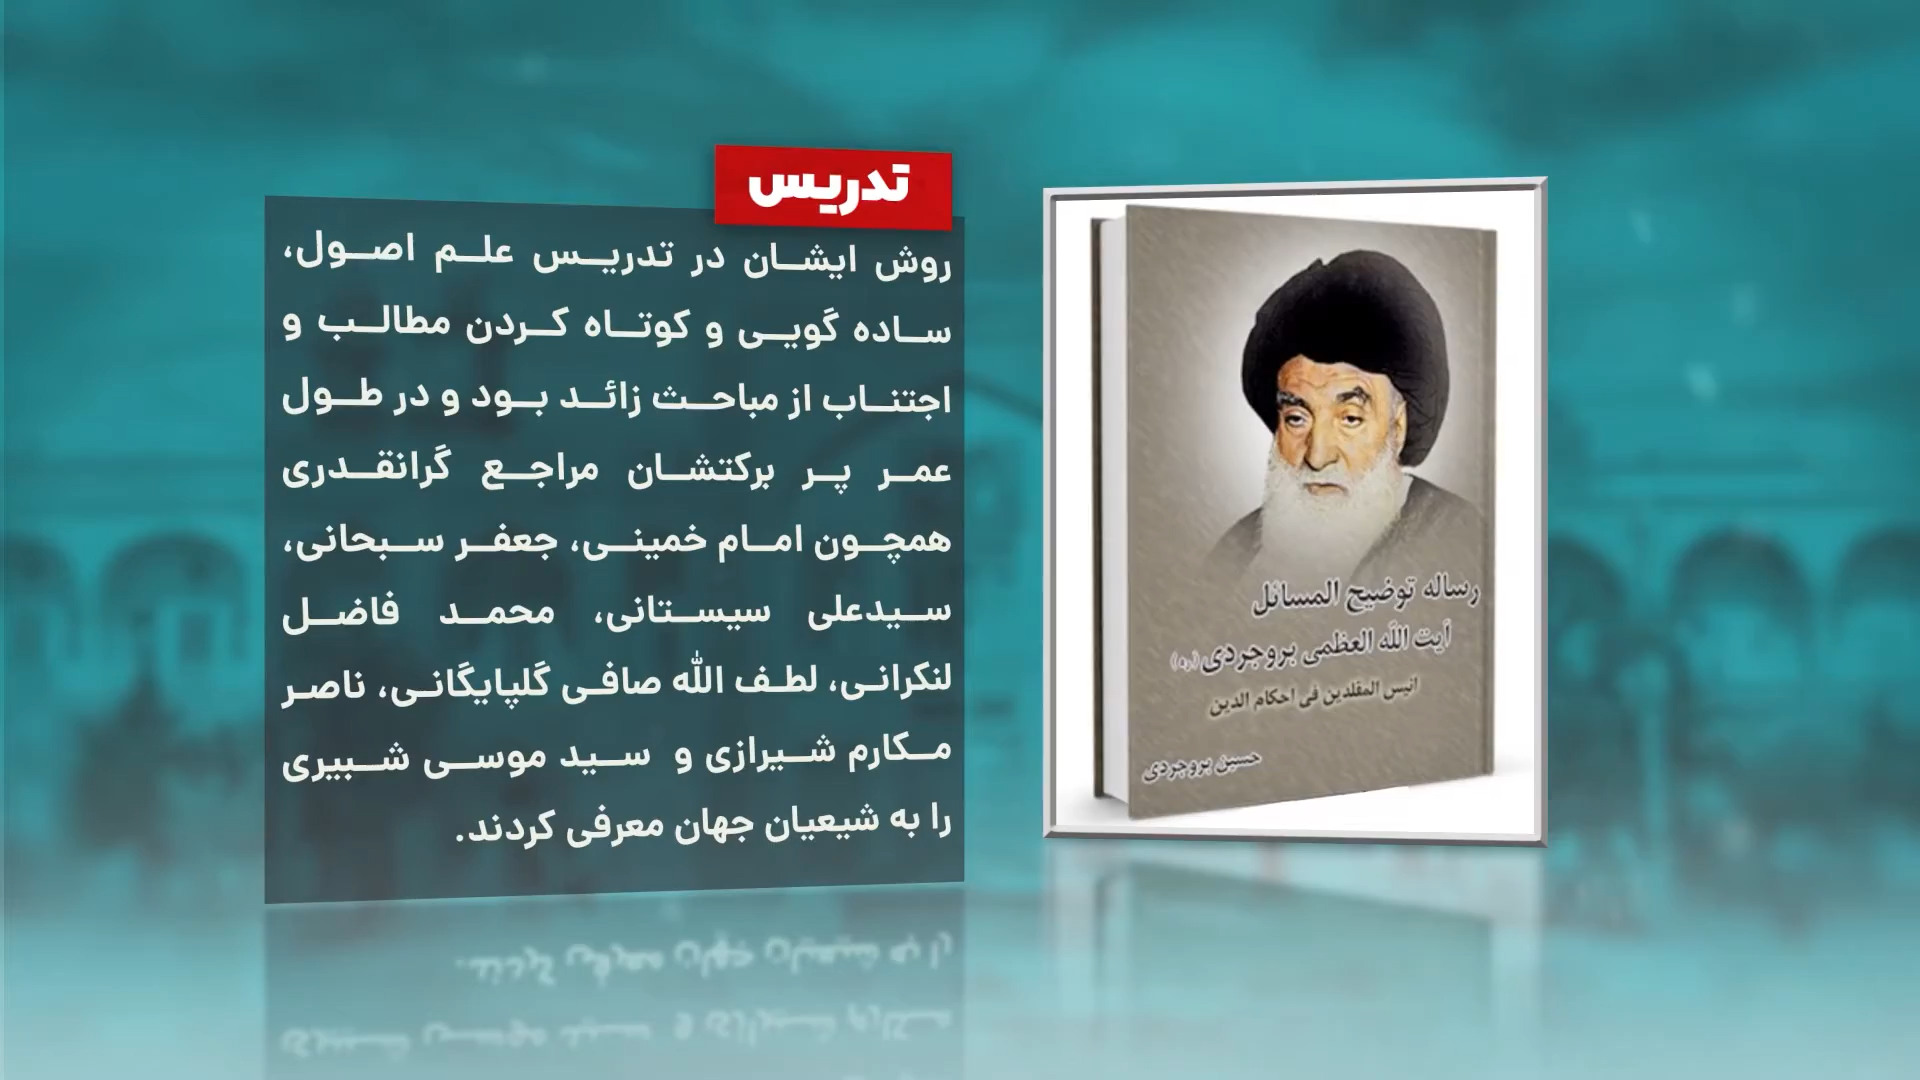 تدریس
روش ایشان در تدریس علم اصول،
ساده گویی و کوتاه کردن مطالب و
اجتناب از مباحث زائد بود و در طول
عمر پر برکتشان مراجع گرانقدری
همچون امام خمینی، جعفر سبحانی،
سیدعلی سیستانی، محمد فاضل
لنکرانی، لطف الله صافی گلپایگانی، ناصر
مکارم شیرازی و سید موسی شبیری
را به شیعیان جهان معرفی کردند.
رساله توضیح المسائل
آیت الله العظمی بروجردی (ره)
انیس المقلدین فی احکام الدین
حسین بروجردی